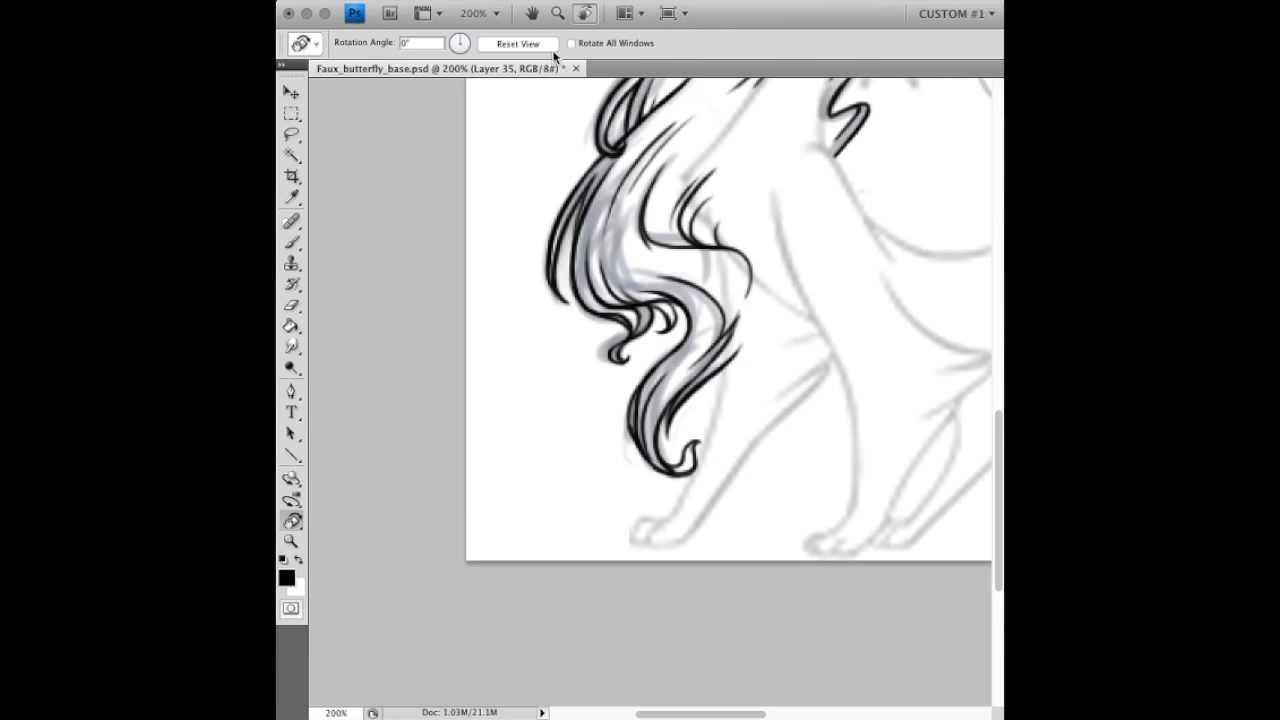 Ps Br 200% CUSTOM #1
Rotation Angle: 0° Reset View Rotate All Windows
Faux_butterfly_base.psd @ 200% (Layer 35, RGB/8#) *
T
200% Doc: 1.03M/21.1M